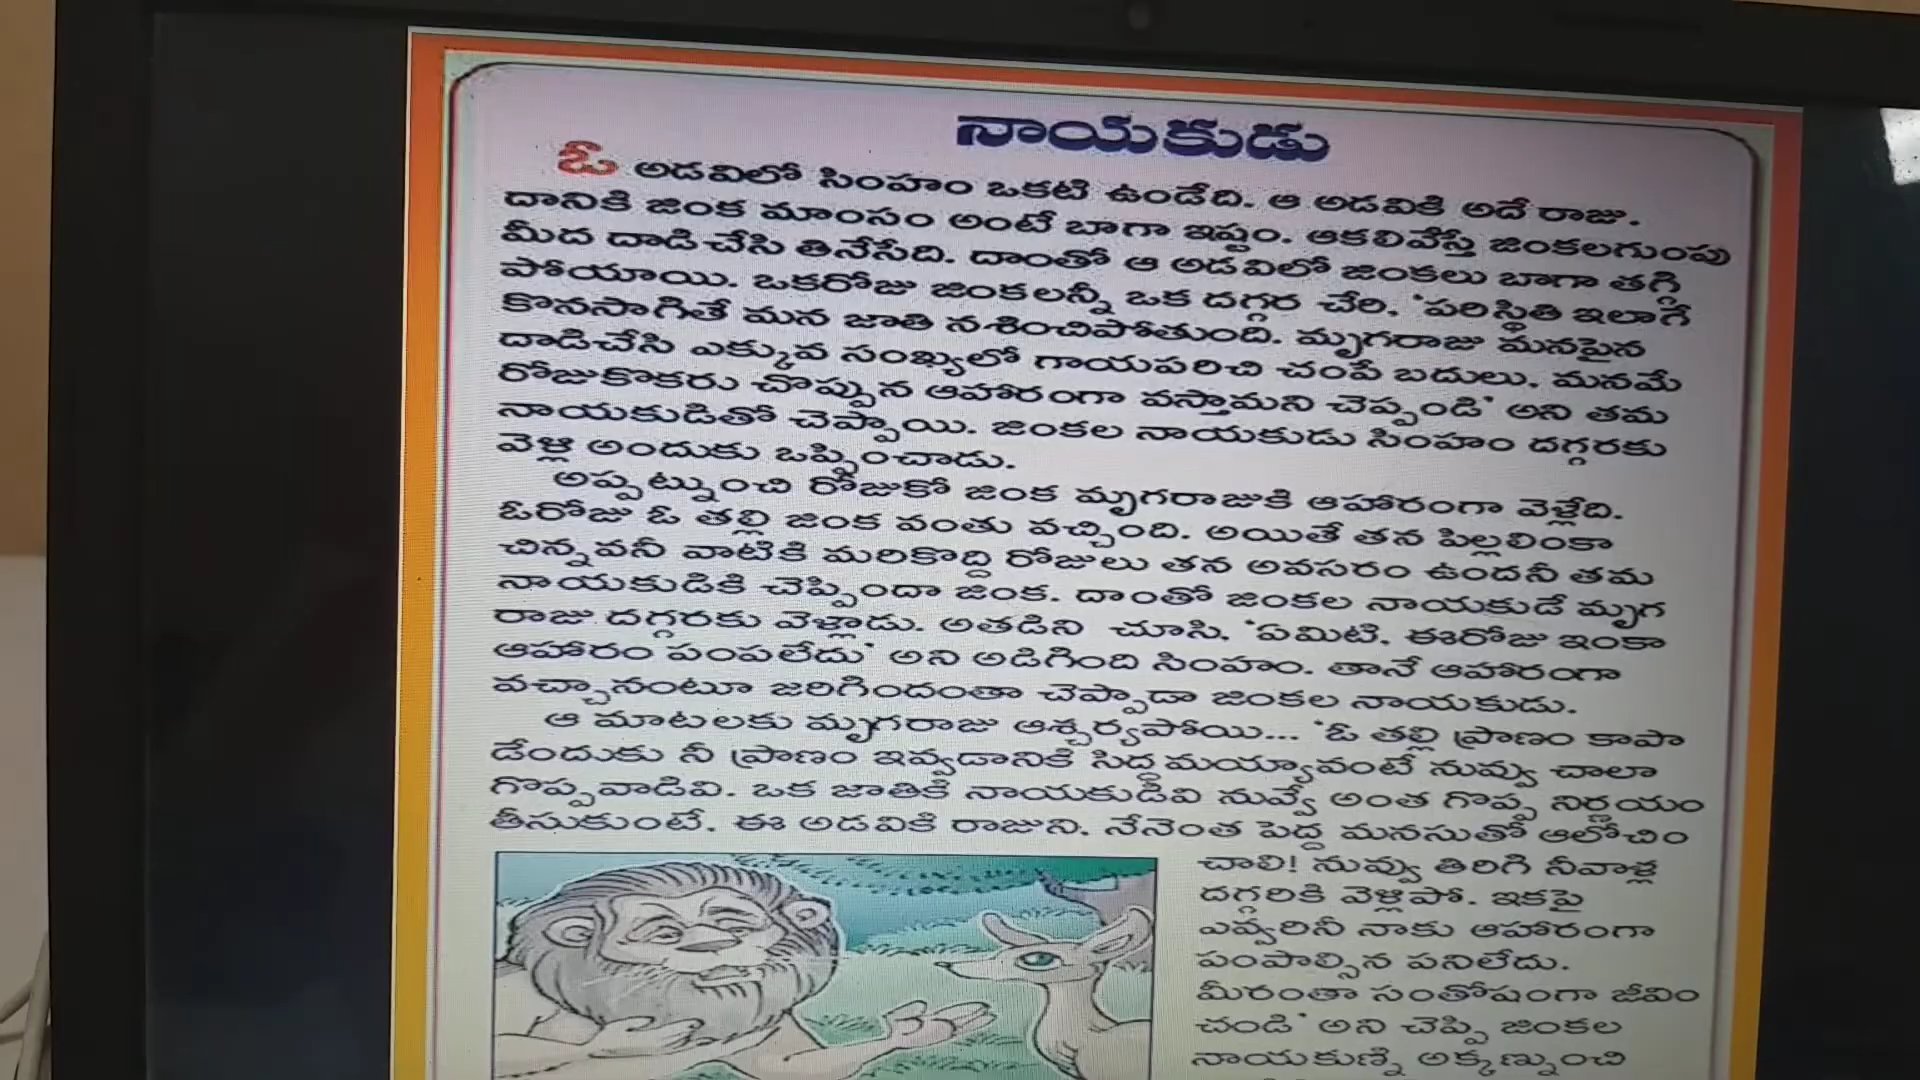 నాయకుడు
ఓ అడవిలో సింహం ఒకటి ఉండేది. ఆ అడవికి అదే రాజు.
దానికి జింక మాంసం అంటే బాగా ఇష్టం. ఆకలివేస్తే జింకలగుంపు
మీద దాడిచేసి తినేసేది. దాంతో ఆ అడవిలో జింకలు బాగా తగ్గి
పోయాయి. ఒకరోజు జింకలన్నీ ఒక దగ్గర చేరి. 'పరిస్థితి ఇలాగే
కొనసాగితే మన జాతి నశించిపోతుంది. మృగరాజు మనపైన
దాడిచేసి ఎక్కువ సంఖ్యలో గాయపరిచి చంపే బదులు. మనమే
రోజుకొకరు చొప్పున ఆహారంగా వస్తామని చెప్పండి' అని తమ
నాయకుడితో చెప్పాయి. జింకల నాయకుడు సింహం దగ్గరకు
వెళ్లి అందుకు ఒప్పించాడు.
అప్పట్నుంచి రోజుకో జింక మృగరాజుకి ఆహారంగా వెళ్లేది.
ఓరోజు ఓ తల్లి జింక వంతు వచ్చింది. అయితే తన పిల్లలింకా
చిన్నవనీ వాటికి మరికొద్ది రోజులు తన అవసరం ఉందనీ తమ
నాయకుడికి చెప్పిందా జింక. దాంతో జింకల నాయకుడే మృగ
రాజు దగ్గరకు వెళ్లాడు. అతడిని చూసి. 'ఏమిటి. ఈరోజు ఇంకా
ఆహారం పంపలేదు' అని అడిగింది సింహం. తానే ఆహారంగా
వచ్చానంటూ జరిగిందంతా చెప్పాడా జింకల నాయకుడు.
ఆ మాటలకు మృగరాజు ఆశ్చర్యపోయి... 'ఓ తల్లి ప్రాణం కాపా
డేందుకు నీ ప్రాణం ఇవ్వడానికి సిద్ధమయ్యావంటే నువ్వు చాలా
గొప్పవాడివి. ఒక జాతికి నాయకుడివి నువ్వే అంత గొప్ప నిర్ణయం
తీసుకుంటే. ఈ అడవికి రాజుని. నేనెంత పెద్ద మనసుతో ఆలోచిం
చాలి! నువ్వు తిరిగి నీవాళ్ల
దగ్గరికి వెళ్లిపో. ఇకపై
ఎవ్వరినీ నాకు ఆహారంగా
పంపాల్సిన పనిలేదు.
మీరంతా సంతోషంగా జీవిం
చండి' అని చెప్పి జింకల
నాయకుణ్ని అక్కణ్నుంచి